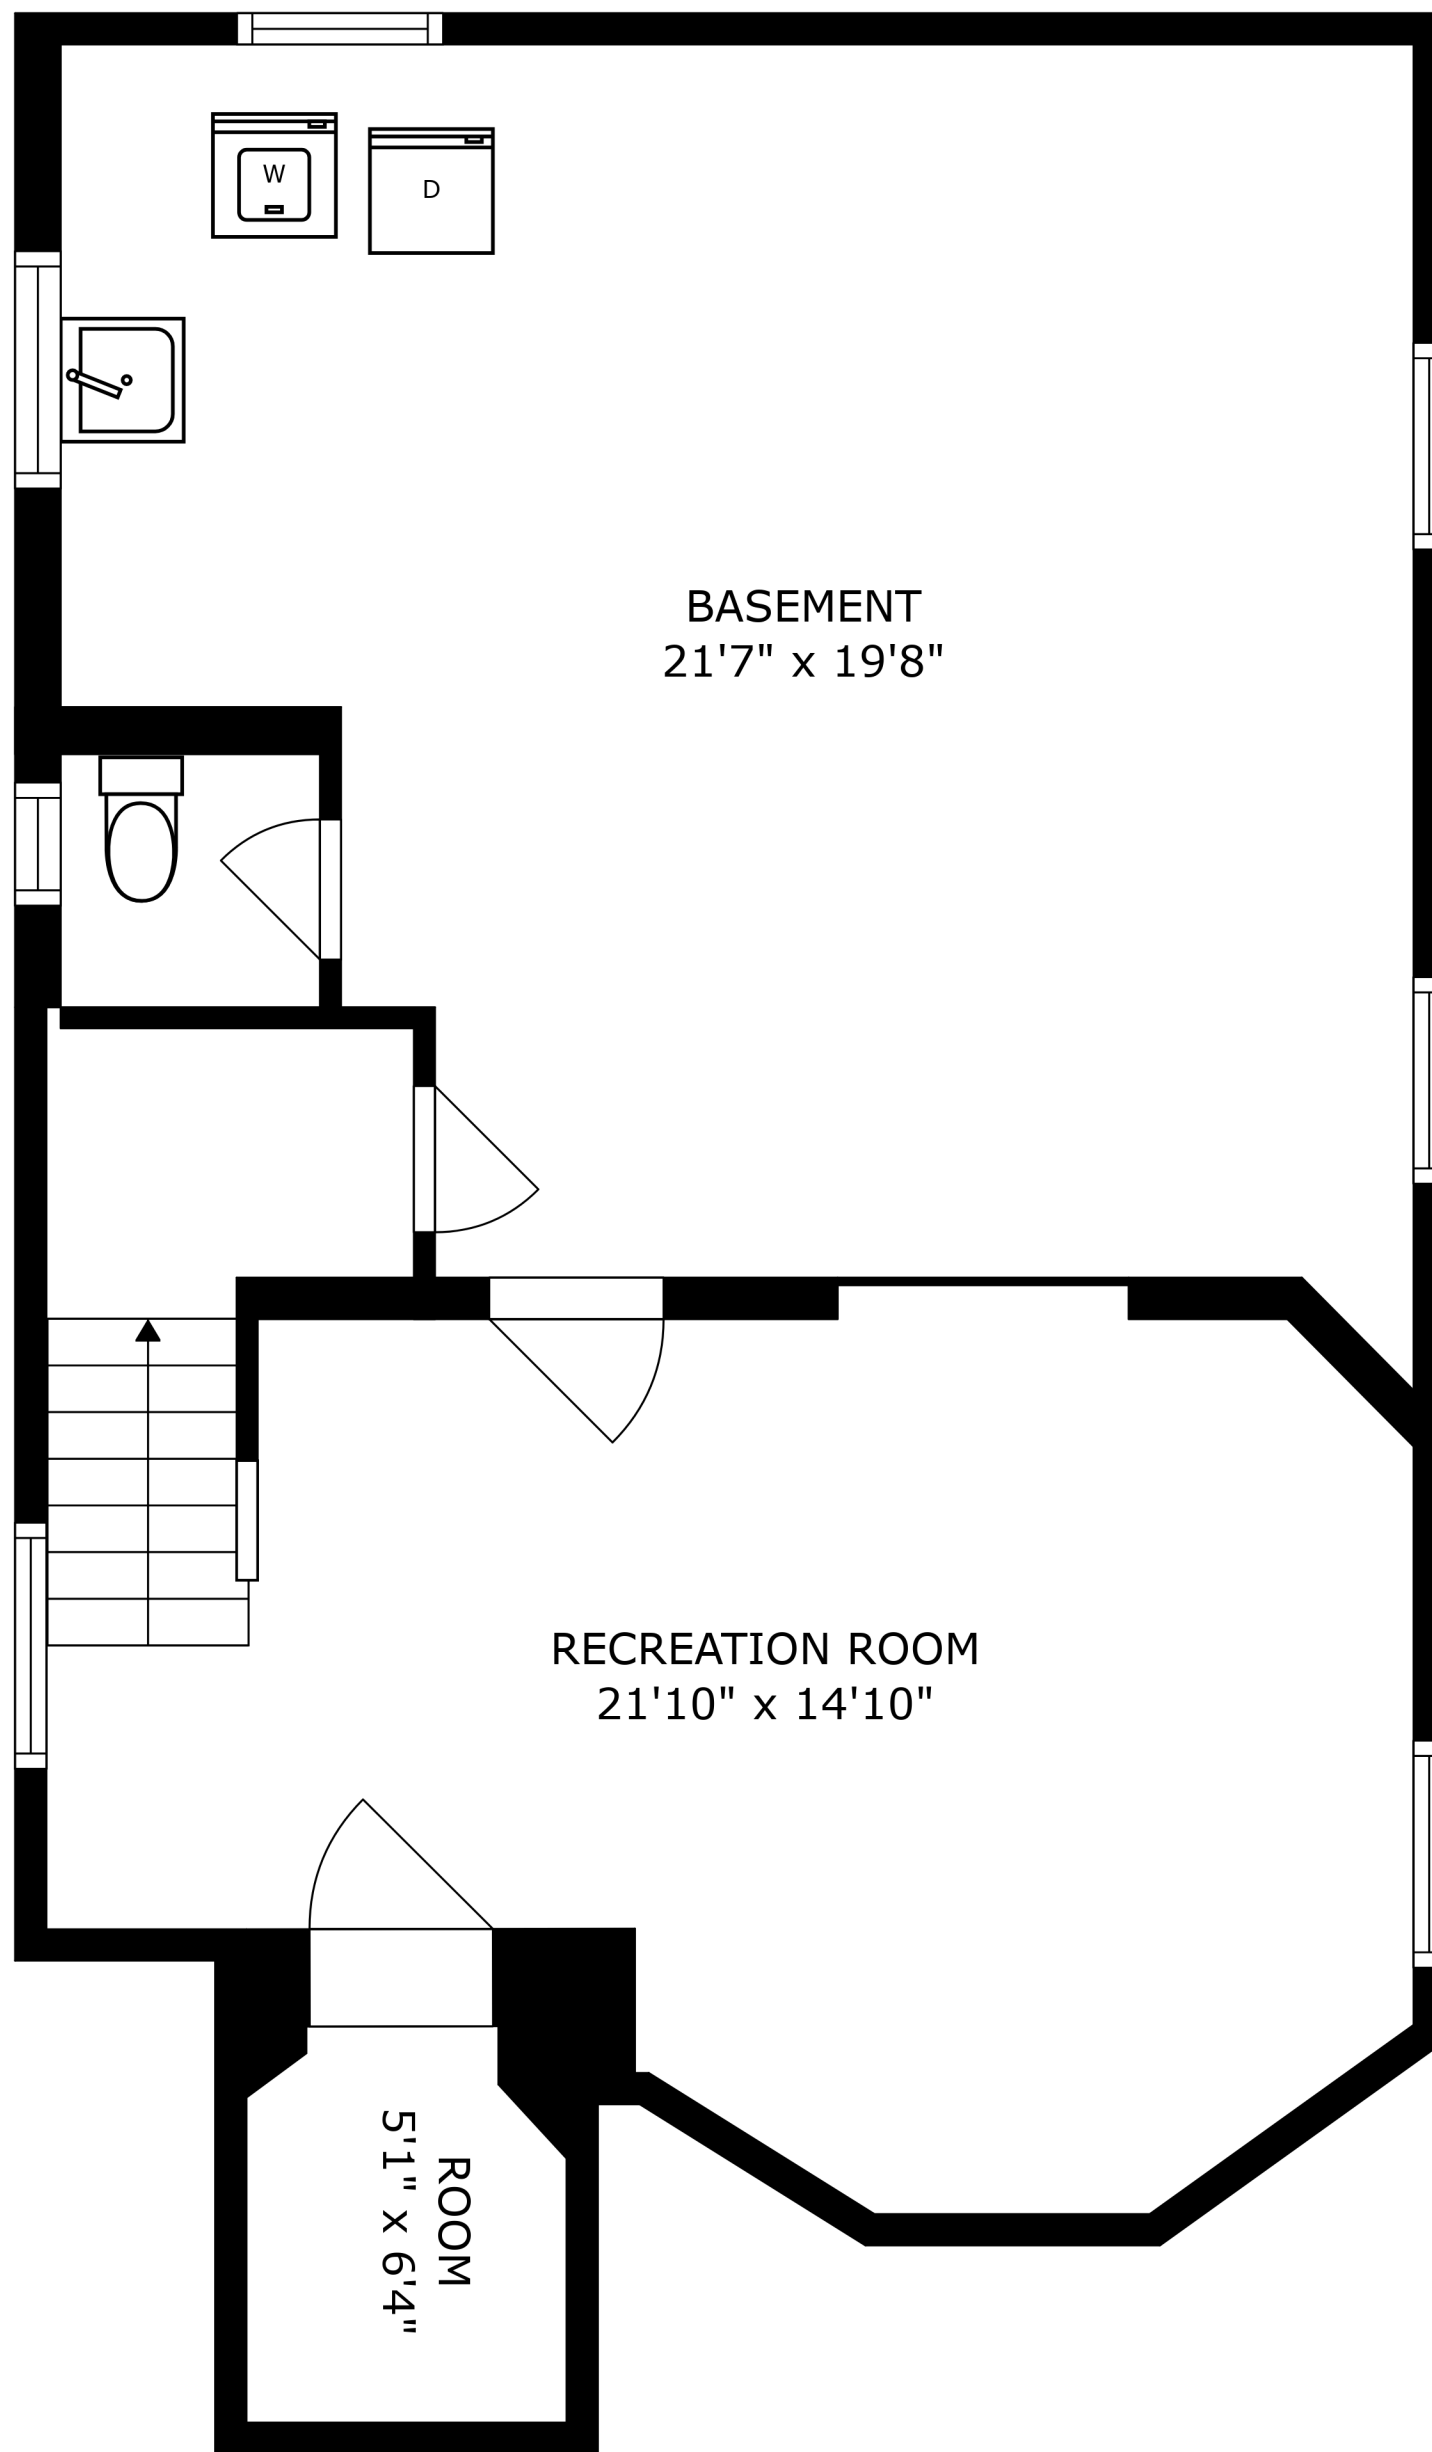 W
D
BASEMENT
21'7" x 19'8"
RECREATION ROOM
21'10" x 14'10"
ROOM
5'1" x 6'4"